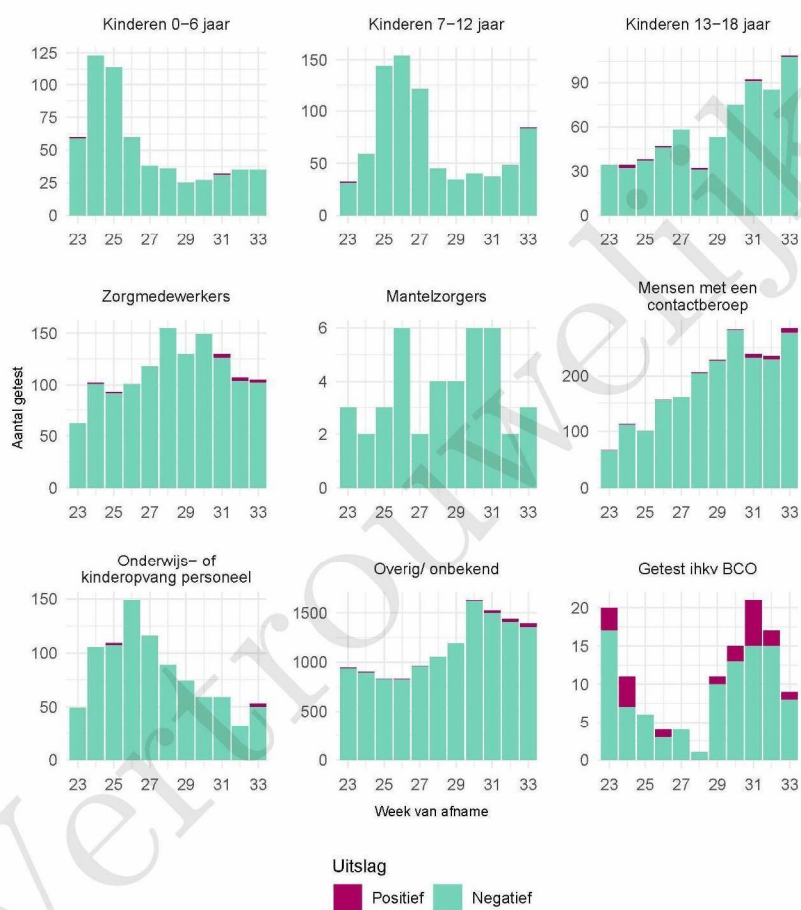 Kinderen 0−6 jaar
Kinderen 7−12 jaar
Kinderen 13−18 jaar
125
100
75
50
25
0
23 25 27 29 31 33
150
100
50
0
23 25 27 29 31 33
90
60
30
0
23 25 27 29 31 33
Zorgmedewerkers
Mantelzorgers
Mensen met een
contactberoep
Aantal getest
150
100
50
0
23 25 27 29 31 33
6
4
2
0
23 25 27 29 31 33
200
100
0
23 25 27 29 31 33
Onderwijs− of
kinderopvang personeel
Overig/ onbekend
Getest ihkv BCO
150
100
50
0
23 25 27 29 31 33
1500
1000
500
0
23 25 27 29 31 33
20
15
10
5
0
23 25 27 29 31 33
Week van afname
Uitslag
Positief Negatief
Vertrouwelijk